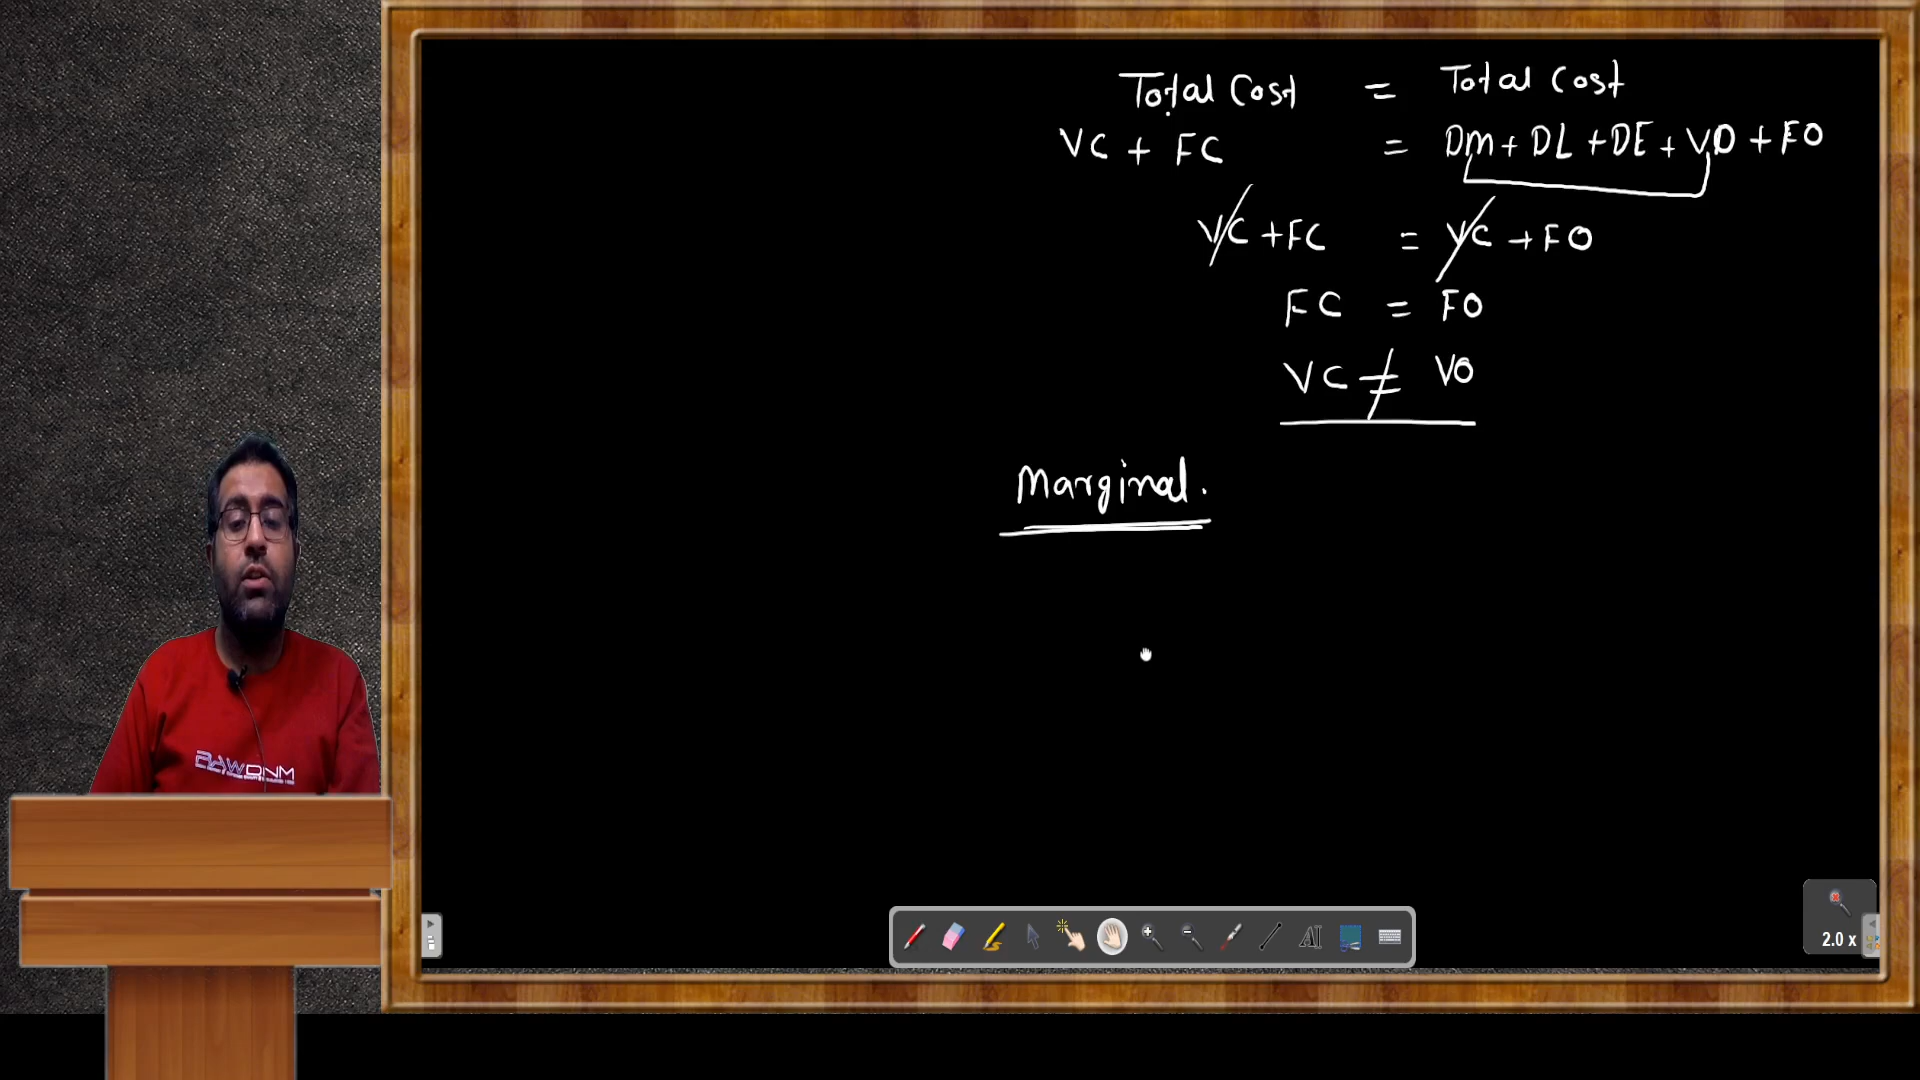 Total Cost = Total Cost
VC + FC = DM + DL + DE + VO + FO
VC + FC = VC + FO
FC = FO
VC ≠ VO
Marginal.
RAWDNM
AI
2.0 x